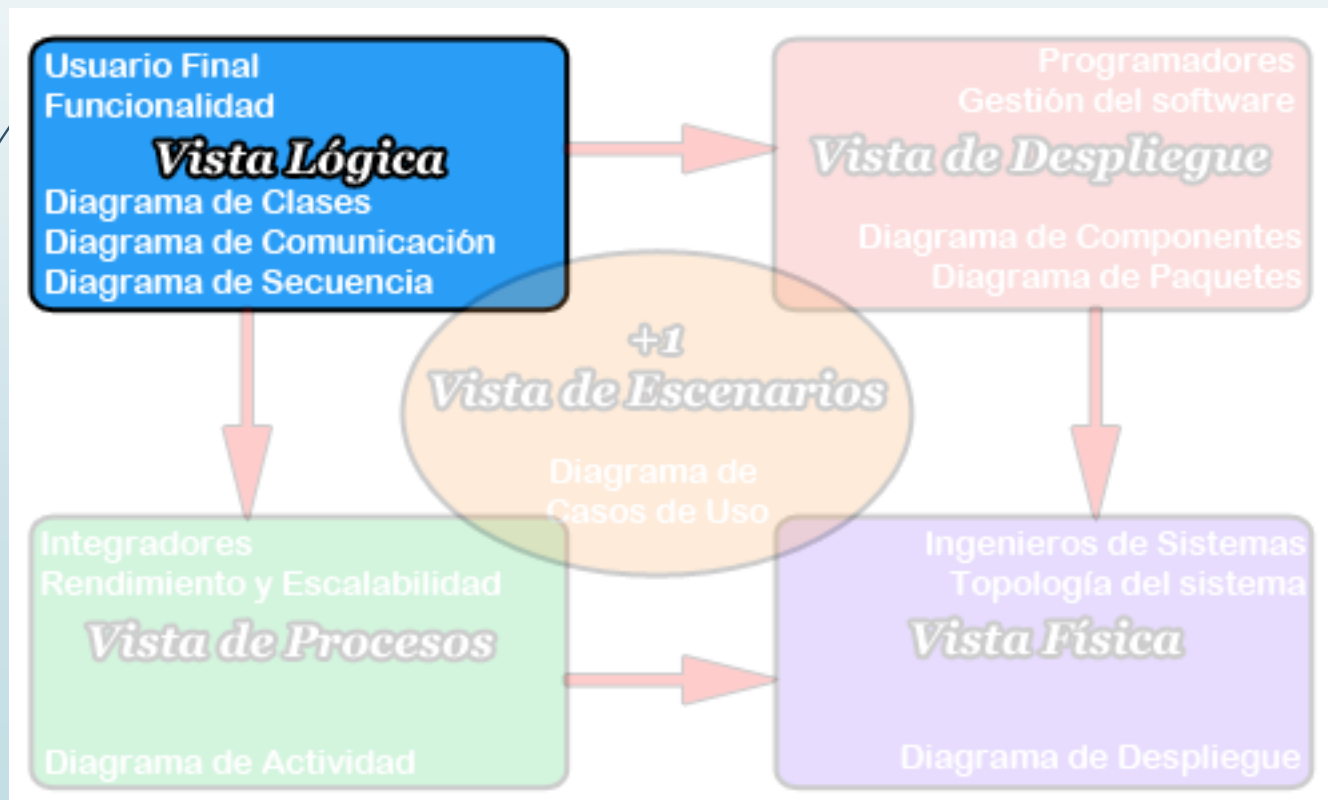 Usuario Final
Funcionalidad
Vista Lógica
Diagrama de Clases
Diagrama de Comunicación
Diagrama de Secuencia
Programadores
Gestión del software
Vista de Despliegue
Diagrama de Componentes
Diagrama de Paquetes
+1
Vista de Escenarios
Diagrama de
Casos de Uso
Integradores
Rendimiento y Escalabilidad
Vista de Procesos
Diagrama de Actividad
Ingenieros de Sistemas
Topología del sistema
Vista Física
Diagrama de Despliegue